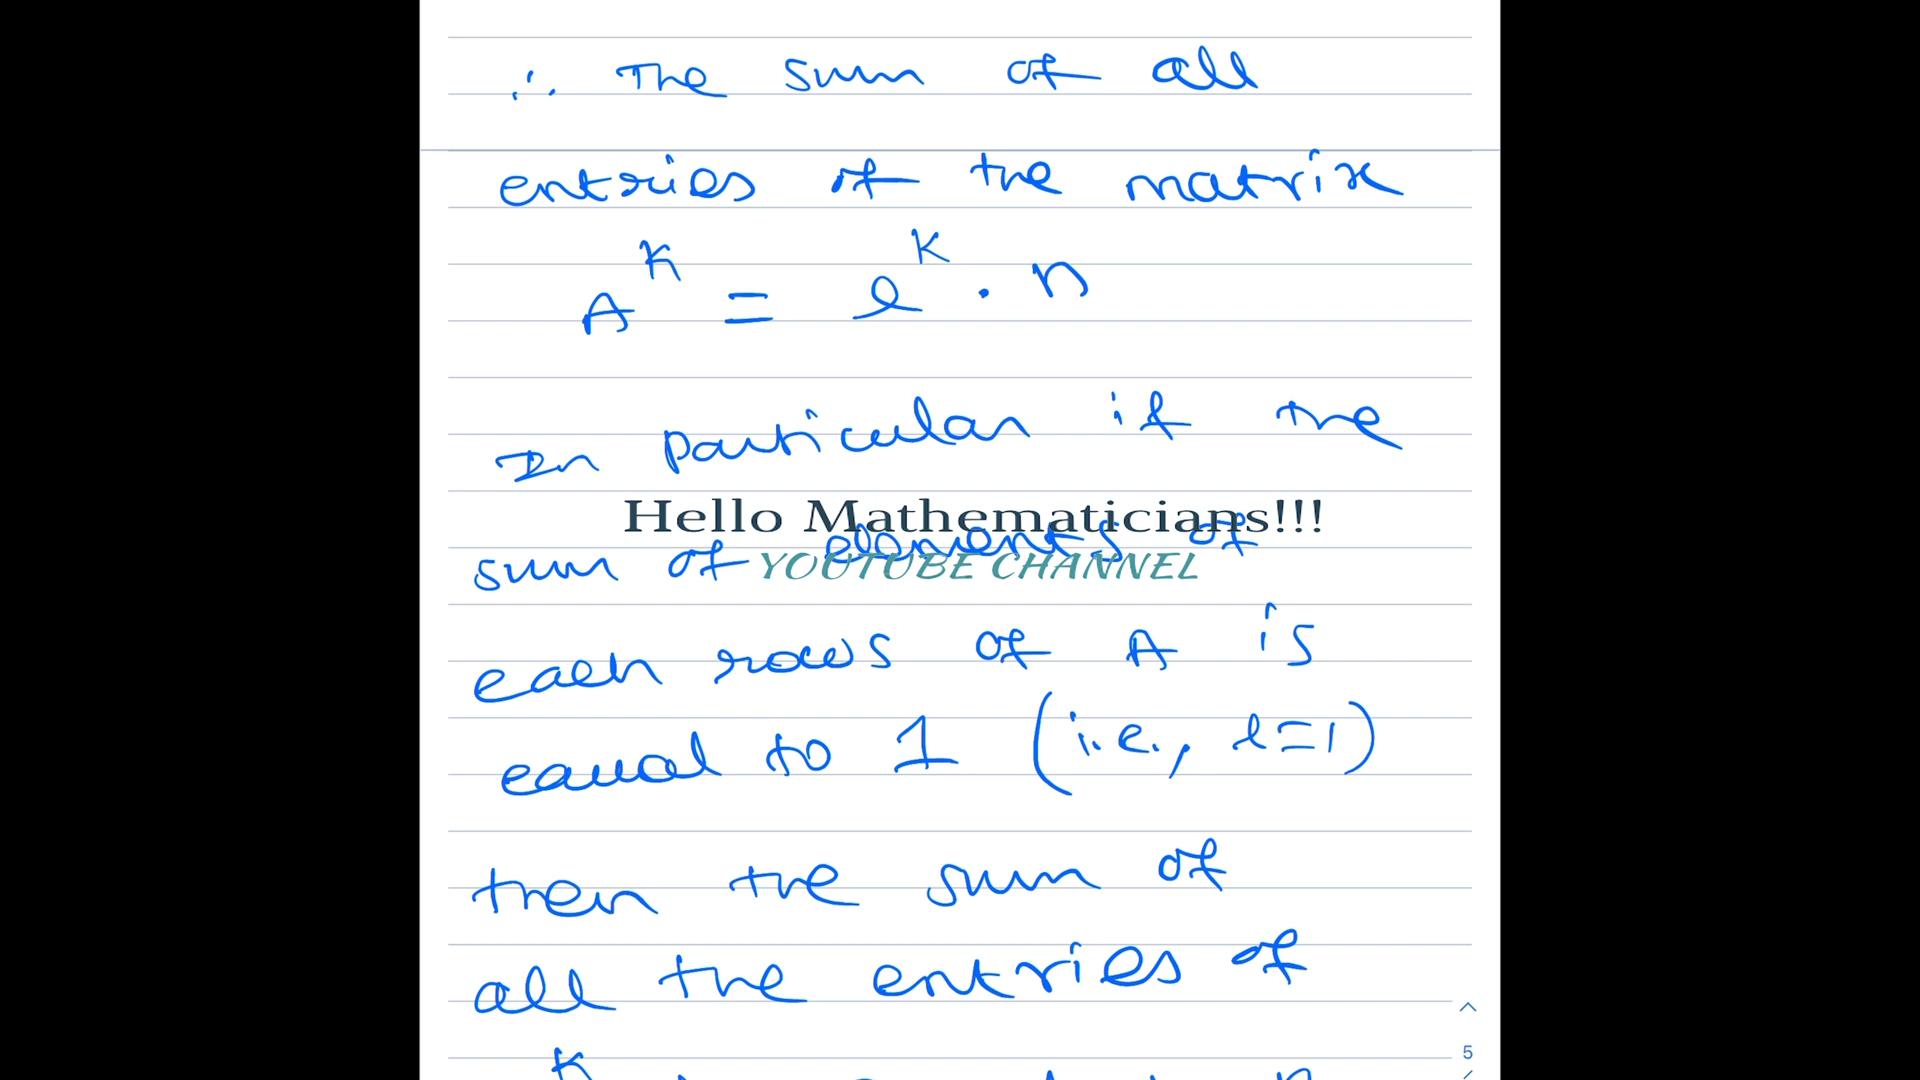 ∴ The sum of all
entries of the matrix
A^K = l^K · n
In particular if the
Hello Mathematicians!!!
sum of elements of
YOUTUBE CHANNEL
each rows of A is
equal to 1 (i.e., l=1)
then the sum of
all the entries of
K
5